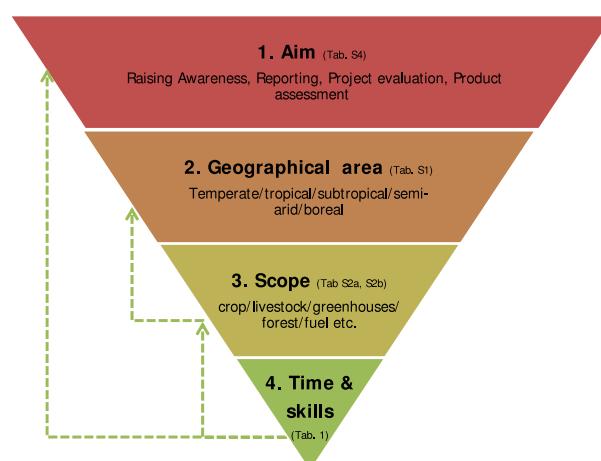 1. Aim (Tab. S4)
Raising Awareness, Reporting, Project evaluation, Product
assessment
2. Geographical area (Tab. S1)
Temperate/tropical/subtropical/semi-
arid/boreal
3. Scope (Tab S2a, S2b)
crop/livestock/greenhouses/
forest/fuel etc.
4. Time &
skills
(Tab. 1)